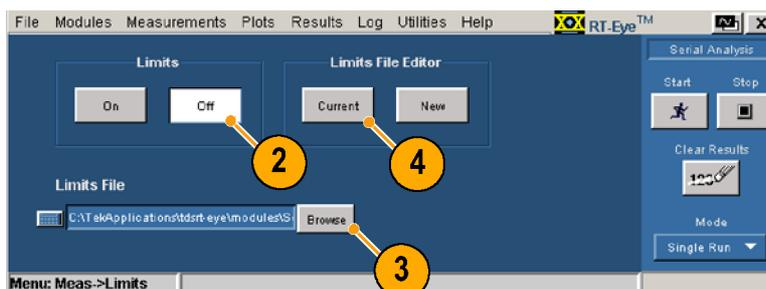 File Modules Measurements Plots Results Log Utilities Help RT-Eye™ X
Serial Analysis
Limits
Limits File Editor
Start Stop
On Off Current New
2
4
Clear Results
Limits File
C:\TekApplications\tdsrt-eye\modules\S Browse
Mode
Single Run
3
Menu: Meas->Limits